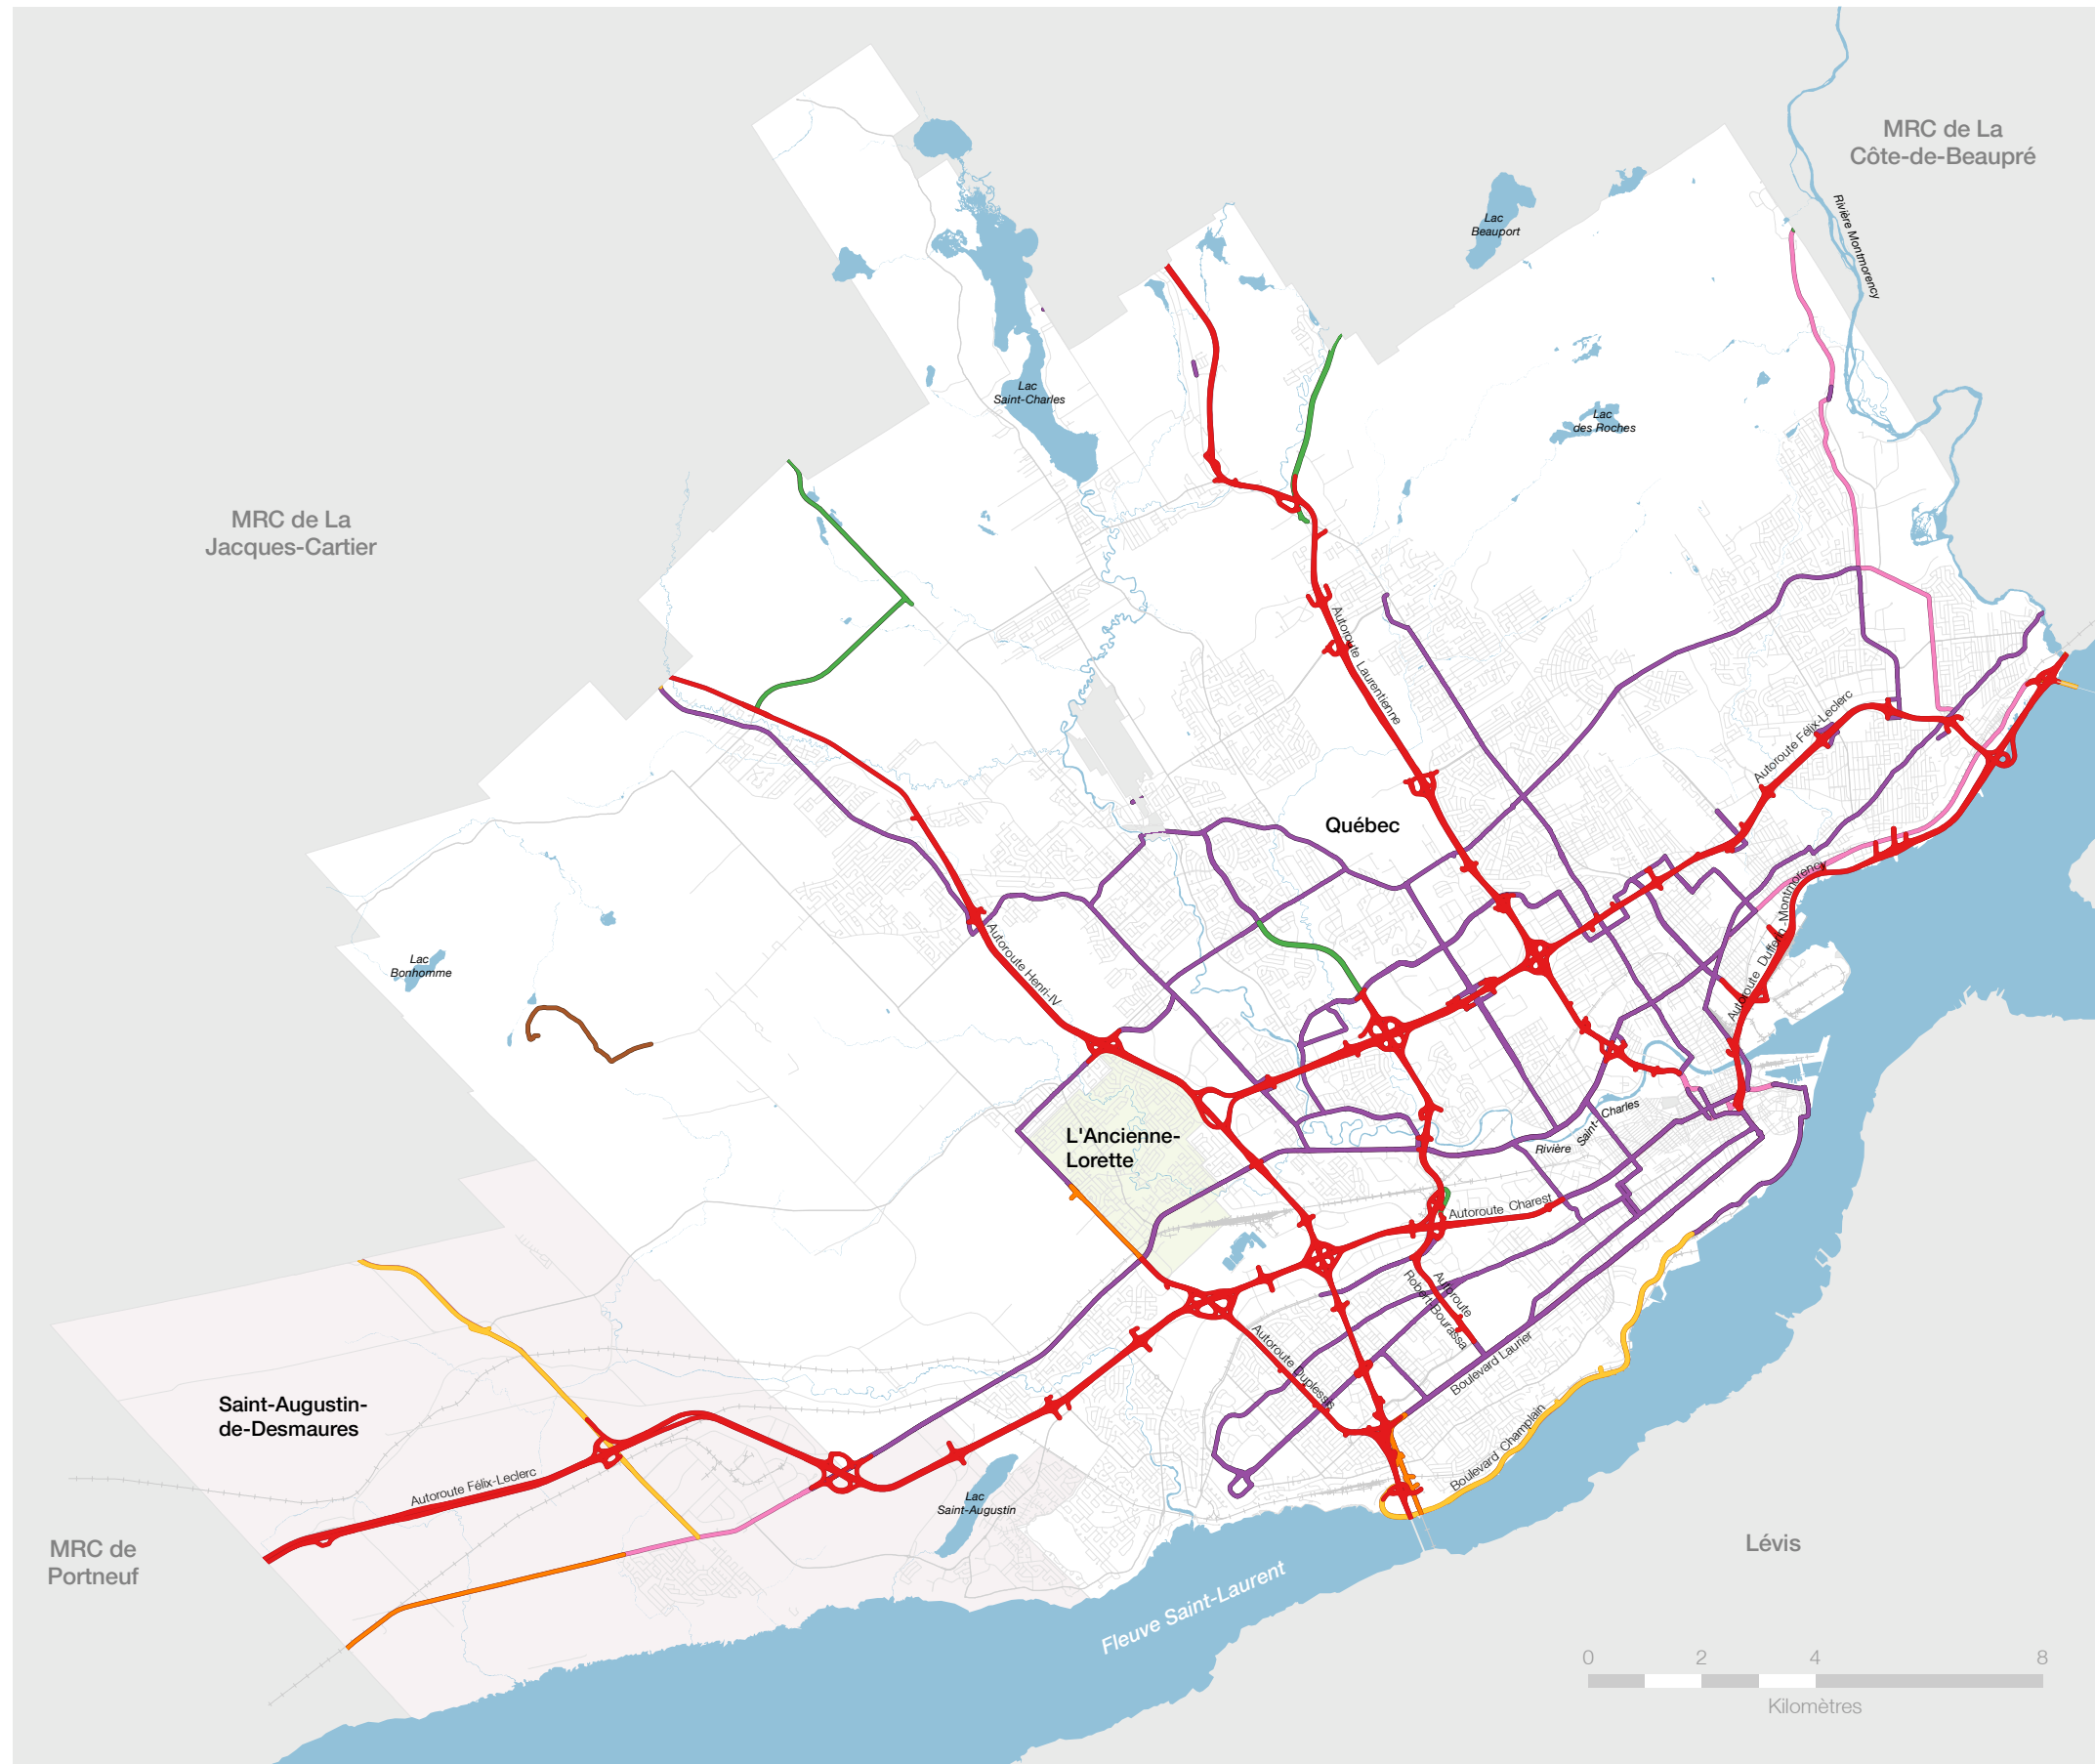 MRC de La
Côte-de-Beaupré
Rivière Montmorency
Lac
Beauport
Lac
Saint-Charles
Lac
des Roches
MRC de La
Jacques-Cartier
Autoroute Laurentienne
Autoroute Félix-Leclerc
Québec
Autoroute Dufferin-Montmorency
Autoroute Henri-IV
Lac
Bonhomme
L'Ancienne-
Lorette
Rivière Saint-Charles
Autoroute Charest
Autoroute
Robert-Bourassa
Autoroute Duplessis
Boulevard Laurier
Boulevard Champlain
Saint-Augustin-
de-Desmaures
Autoroute Félix-Leclerc
Lac
Saint-Augustin
MRC de
Portneuf
Lévis
Fleuve Saint-Laurent
0 2 4 8
Kilomètres